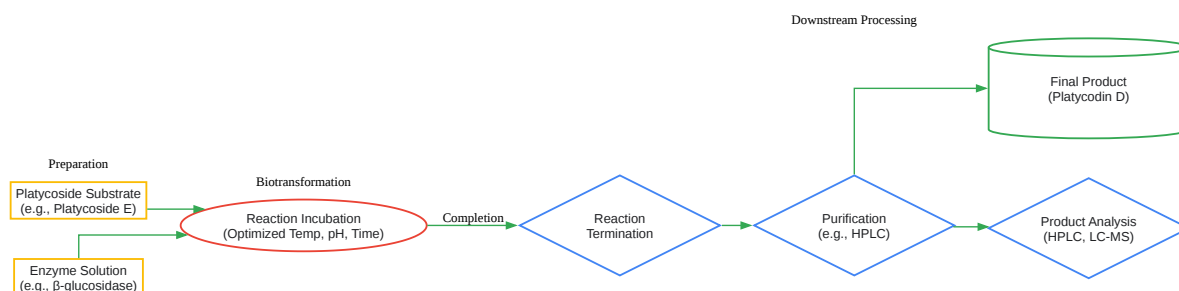 Downstream Processing
Final Product
(Platycodin D)
Preparation
Platycoside Substrate
(e.g., Platycoside E)
Biotransformation
Reaction Incubation
(Optimized Temp, pH, Time)
Completion
Reaction
Termination
Purification
(e.g., HPLC)
Product Analysis
(HPLC, LC-MS)
Enzyme Solution
(e.g., β-glucosidase)